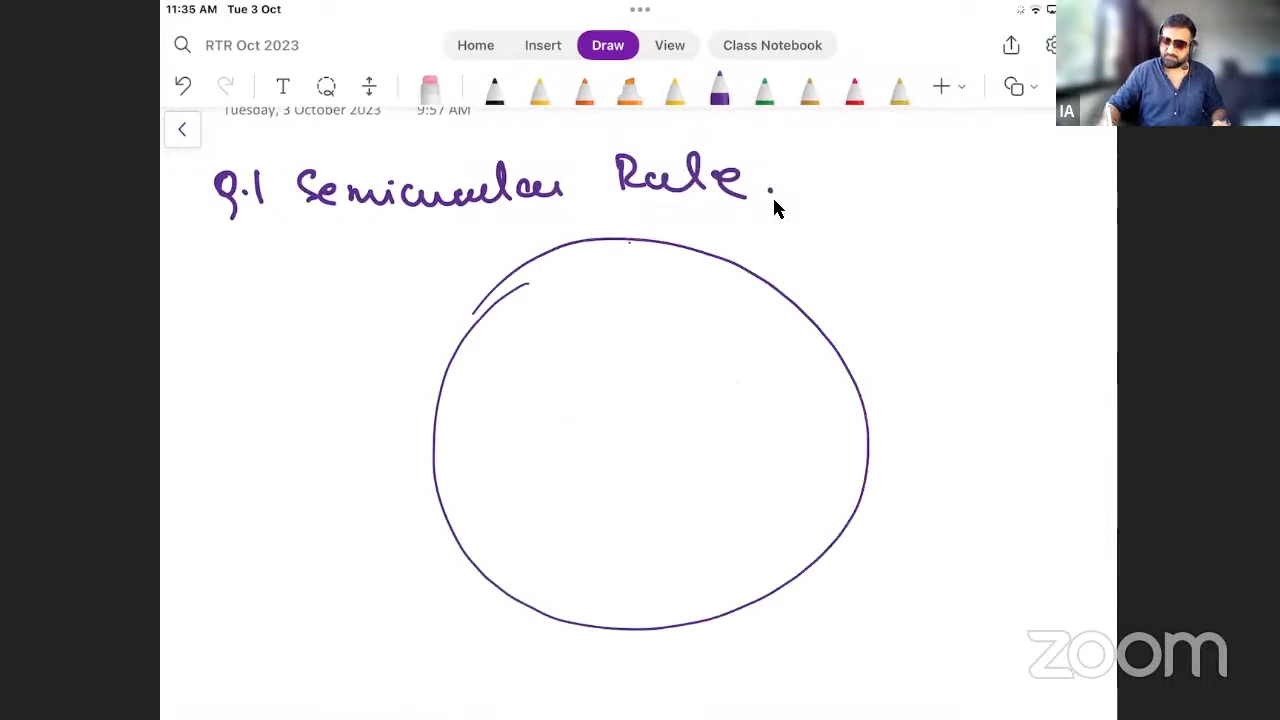 11:35 AM Tue 3 Oct
RTR Oct 2023
Home Insert Draw View Class Notebook
Tuesday, 3 October 2023 9:57 AM
IA
9.1 Semicircular Rule.
zoom